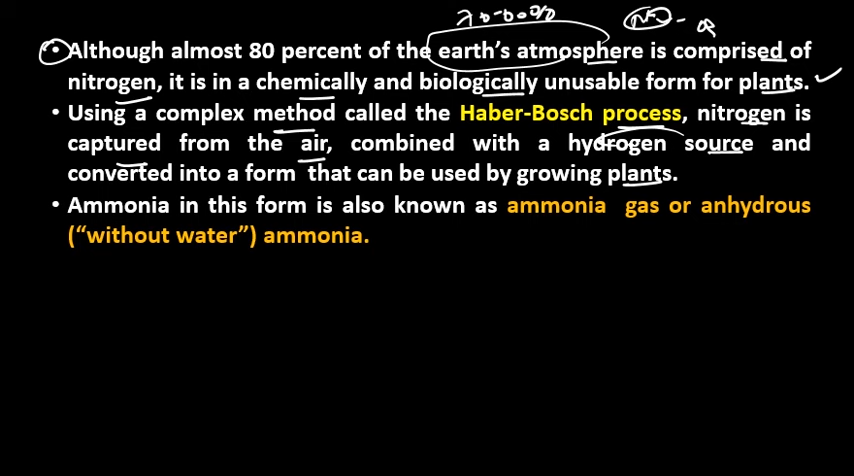 • Although almost 80 percent of the earth's atmosphere is comprised of
nitrogen, it is in a chemically and biologically unusable form for plants.
• Using a complex method called the Haber-Bosch process, nitrogen is
captured from the air, combined with a hydrogen source and
converted into a form that can be used by growing plants.
• Ammonia in this form is also known as ammonia gas or anhydrous
("without water") ammonia.